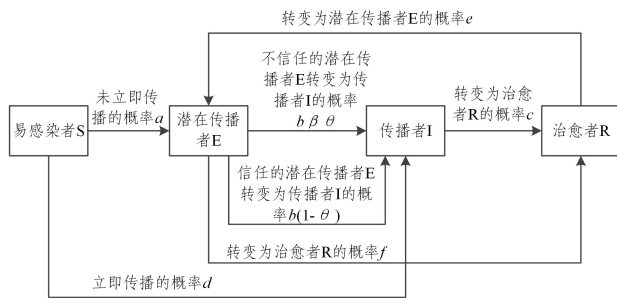 转变为潜在传播者E的概率e
不信任的潜在传
播者E转变为传
播者I的概率
bβθ
未立即传
播的概率a
转变为治愈
者R的概率c
易感染者S
潜在传播
者E
传播者I
治愈者R
信任的潜在传播者E
转变为传播者I的概
率b(1-θ)
转变为治愈者R的概率f
立即传播的概率d